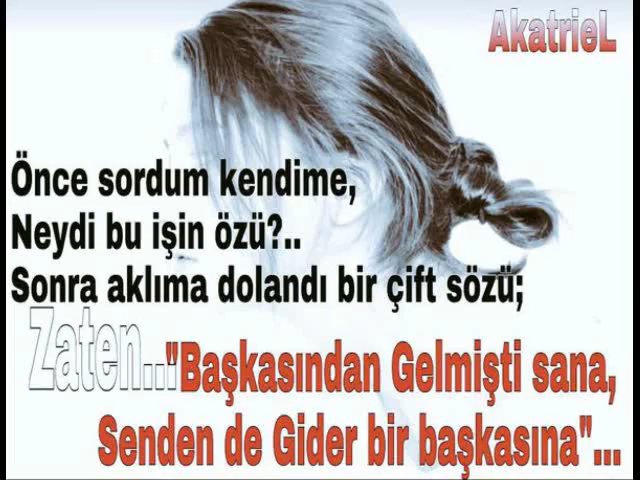 AkatrieL
Önce sordum kendime,
Neydi bu işin özü?..
Sonra aklıma dolandı bir çift sözü;
Zaten..."Başkasından Gelmişti sana,
Senden de Gider bir başkasına"...